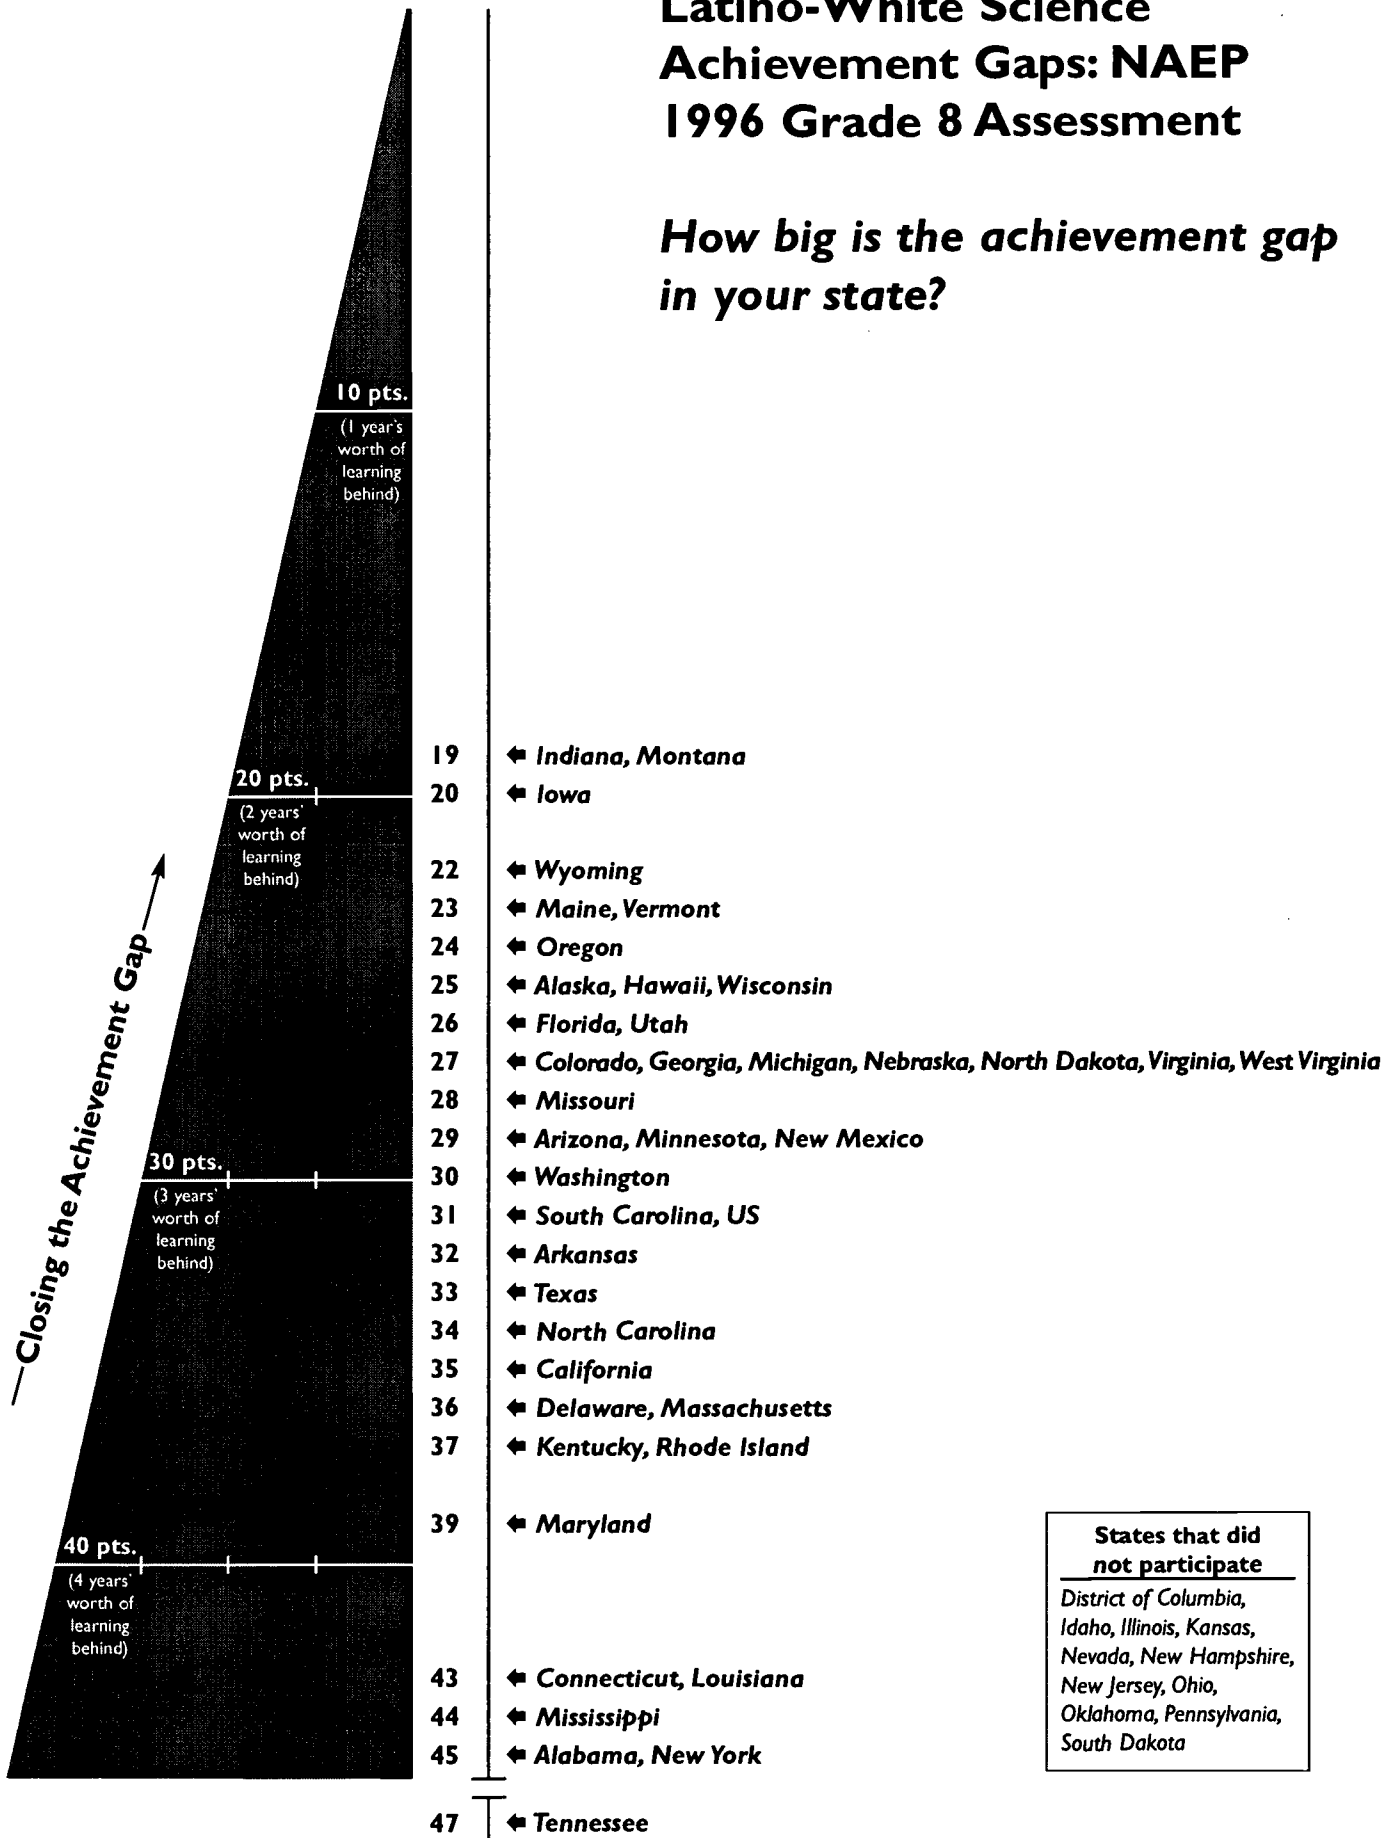 Latino-White Science
Achievement Gaps: NAEP
1996 Grade 8 Assessment
How big is the achievement gap
in your state?
10 pts.
(1 year's
worth of
learning
behind)
19 Indiana, Montana
20 pts.
20 Iowa
(2 years'
worth of
learning
behind)
22 Wyoming
23 Maine, Vermont
24 Oregon
25 Alaska, Hawaii, Wisconsin
26 Florida, Utah
27 Colorado, Georgia, Michigan, Nebraska, North Dakota, Virginia, West Virginia
28 Missouri
29 Arizona, Minnesota, New Mexico
30 pts.
30 Washington
(3 years'
worth of
learning
behind)
31 South Carolina, US
32 Arkansas
33 Texas
34 North Carolina
35 California
36 Delaware, Massachusetts
37 Kentucky, Rhode Island
39 Maryland
40 pts.
(4 years'
worth of
learning
behind)
43 Connecticut, Louisiana
44 Mississippi
45 Alabama, New York
47 Tennessee
Closing the Achievement Gap
States that did
not participate
District of Columbia,
Idaho, Illinois, Kansas,
Nevada, New Hampshire,
New Jersey, Ohio,
Oklahoma, Pennsylvania,
South Dakota